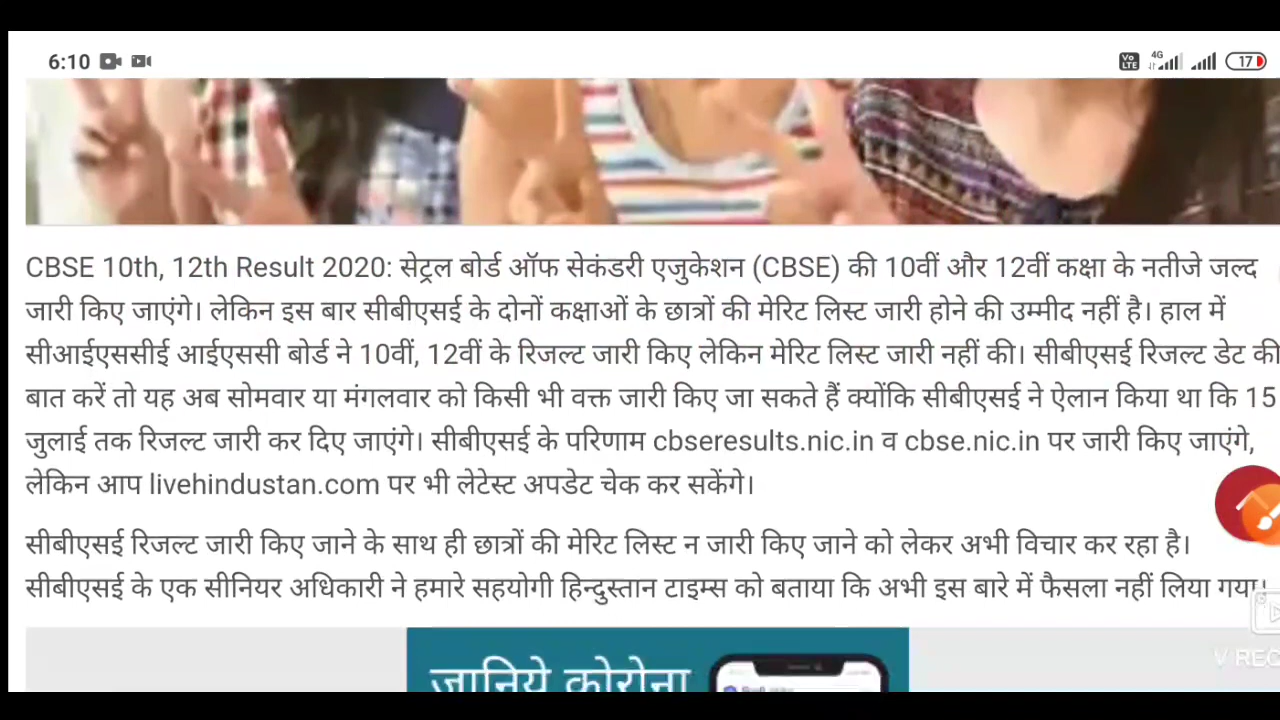 6:10
Vo LTE 4G 17
CBSE 10th, 12th Result 2020: सेट्रल बोर्ड ऑफ सेकंडरी एजुकेशन (CBSE) की 10वीं और 12वीं कक्षा के नतीजे जल्द
जारी किए जाएंगे। लेकिन इस बार सीबीएसई के दोनों कक्षाओं के छात्रों की मेरिट लिस्ट जारी होने की उम्मीद नहीं है। हाल में
सीआईएससीई आईएससी बोर्ड ने 10वीं, 12वीं के रिजल्ट जारी किए लेकिन मेरिट लिस्ट जारी नहीं की। सीबीएसई रिजल्ट डेट की
बात करें तो यह अब सोमवार या मंगलवार को किसी भी वक्त जारी किए जा सकते हैं क्योंकि सीबीएसई ने ऐलान किया था कि 15
जुलाई तक रिजल्ट जारी कर दिए जाएंगे। सीबीएसई के परिणाम cbseresults.nic.in व cbse.nic.in पर जारी किए जाएंगे,
लेकिन आप livehindustan.com पर भी लेटेस्ट अपडेट चेक कर सकेंगे।
सीबीएसई रिजल्ट जारी किए जाने के साथ ही छात्रों की मेरिट लिस्ट न जारी किए जाने को लेकर अभी विचार कर रहा है।
सीबीएसई के एक सीनियर अधिकारी ने हमारे सहयोगी हिन्दुस्तान टाइम्स को बताया कि अभी इस बारे में फैसला नहीं लिया गया।
V REC
जानिये कोरोना